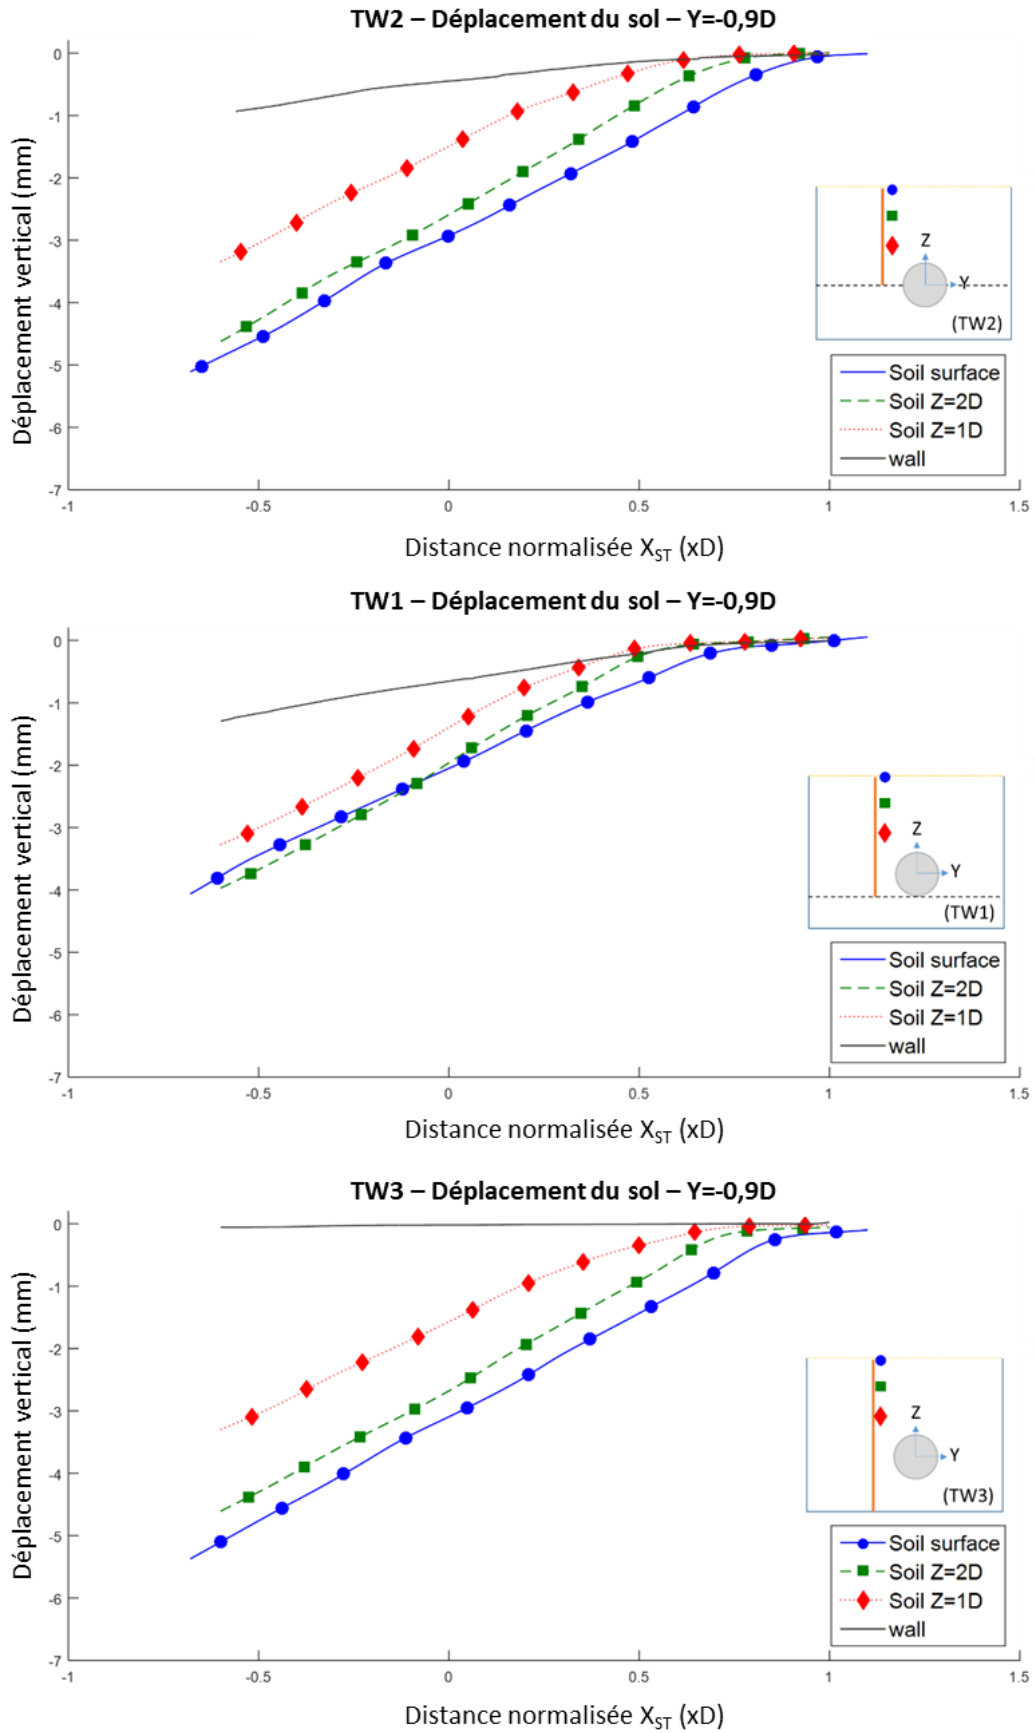 TW2 – Déplacement du sol – Y=-0,9D
Déplacement vertical (mm)
0
-1
-2
-3
-4
-5
-6
-7
-1
-0.5
0
0.5
1
1.5
Distance normalisée X_ST (xD)
Z
Y
(TW2)
Soil surface
Soil Z=2D
Soil Z=1D
wall
TW1 – Déplacement du sol – Y=-0,9D
Déplacement vertical (mm)
0
-1
-2
-3
-4
-5
-6
-7
-1
-0.5
0
0.5
1
1.5
Distance normalisée X_ST (xD)
Z
Y
(TW1)
Soil surface
Soil Z=2D
Soil Z=1D
wall
TW3 – Déplacement du sol – Y=-0,9D
Déplacement vertical (mm)
0
-1
-2
-3
-4
-5
-6
-7
-1
-0.5
0
0.5
1
1.5
Distance normalisée X_ST (xD)
Z
Y
(TW3)
Soil surface
Soil Z=2D
Soil Z=1D
wall